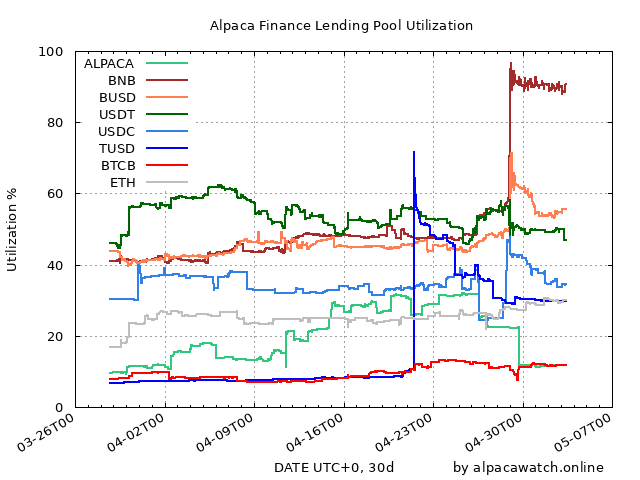 Alpaca Finance Lending Pool Utilization
100
80
60
40
20
0
Utilization %
ALPACA
BNB
BUSD
USDT
USDC
TUSD
BTCB
ETH
03-26T00
04-02T00
04-09T00
04-16T00
04-23T00
04-30T00
05-07T00
DATE UTC+0, 30d
by alpacawatch.online